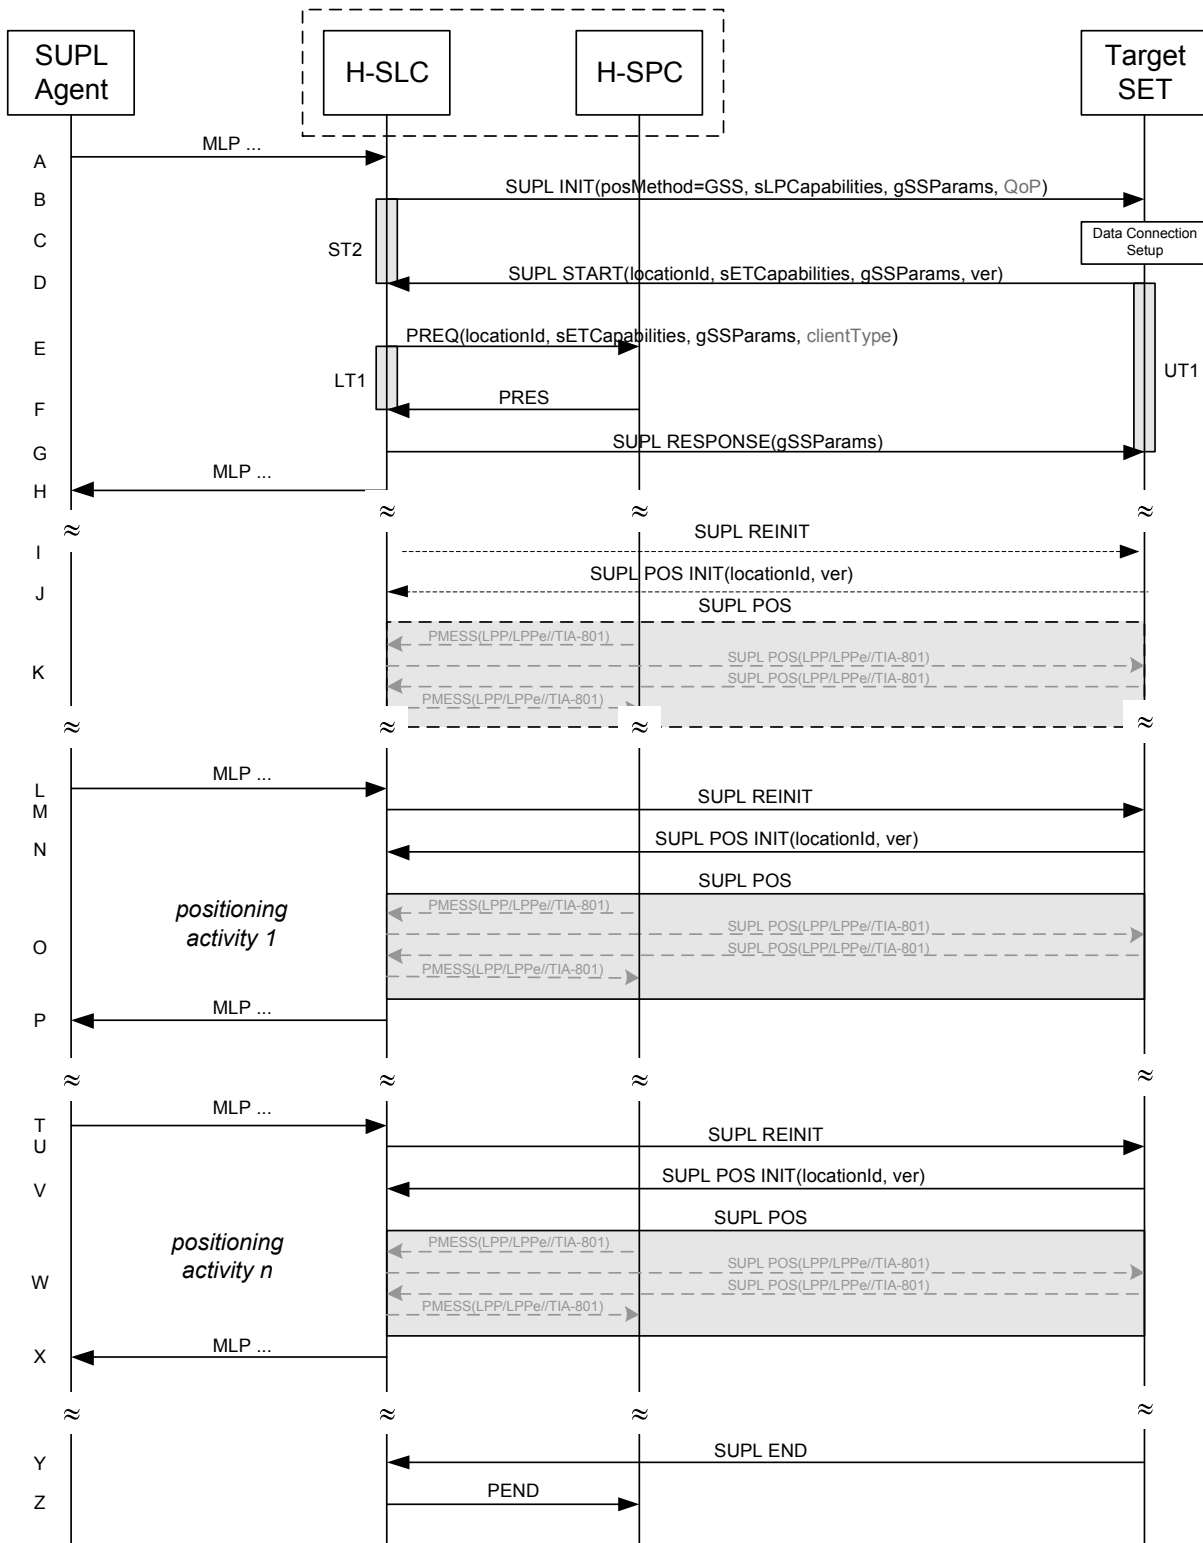 SUPL
Agent
H-SLC
H-SPC
Target
SET
A
MLP ...
B
SUPL INIT(posMethod=GSS, sLPCapabilities, gSSParams, QoP)
C
ST2
Data Connection
Setup
D
SUPL START(locationId, sETCapabilities, gSSParams, ver)
E
PREQ(locationId, sETCapabilities, gSSParams, clientType)
LT1
UT1
F
PRES
G
SUPL RESPONSE(gSSParams)
H
MLP ...
≈ ≈ ≈ ≈
I
SUPL REINIT
J
SUPL POS INIT(locationId, ver)
SUPL POS
K
PMESS(LPP/LPPe//TIA-801)
SUPL POS(LPP/LPPe//TIA-801)
SUPL POS(LPP/LPPe//TIA-801)
PMESS(LPP/LPPe//TIA-801)
≈ ≈ ≈ ≈
L
MLP ...
M
SUPL REINIT
N
SUPL POS INIT(locationId, ver)
SUPL POS
positioning
activity 1
O
PMESS(LPP/LPPe//TIA-801)
SUPL POS(LPP/LPPe//TIA-801)
SUPL POS(LPP/LPPe//TIA-801)
PMESS(LPP/LPPe//TIA-801)
P
MLP ...
≈ ≈ ≈ ≈
T
MLP ...
U
SUPL REINIT
V
SUPL POS INIT(locationId, ver)
SUPL POS
positioning
activity n
W
PMESS(LPP/LPPe//TIA-801)
SUPL POS(LPP/LPPe//TIA-801)
SUPL POS(LPP/LPPe//TIA-801)
PMESS(LPP/LPPe//TIA-801)
X
MLP ...
≈ ≈ ≈ ≈
Y
SUPL END
Z
PEND